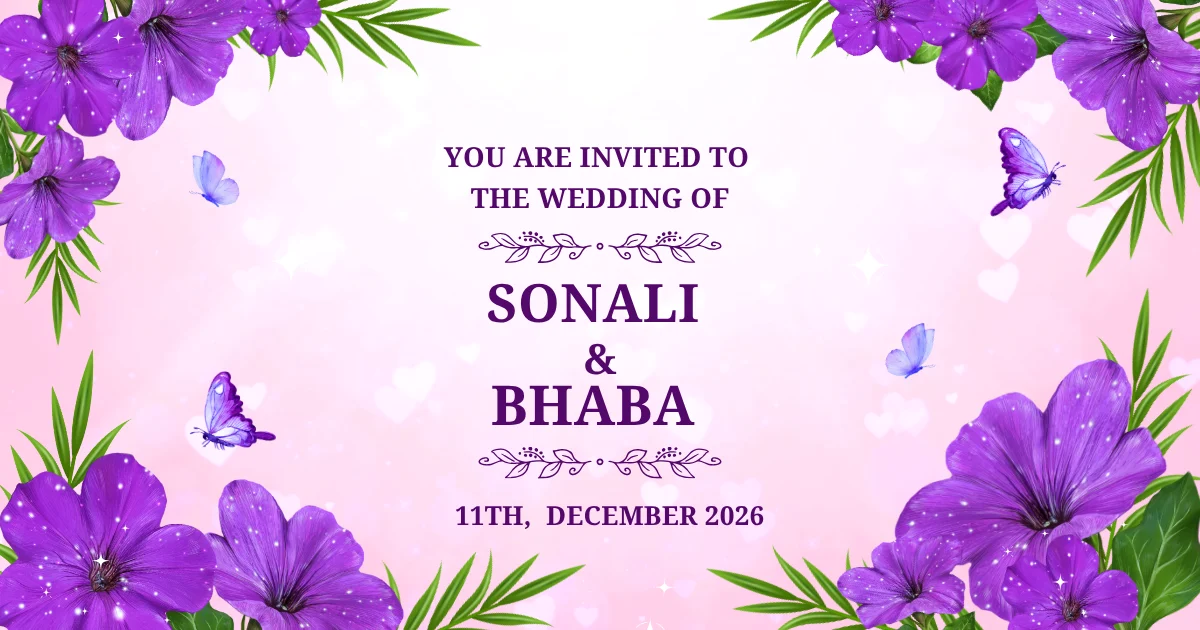 YOU ARE INVITED TO
THE WEDDING OF
SONALI
&
BHABA
11TH, DECEMBER 2026